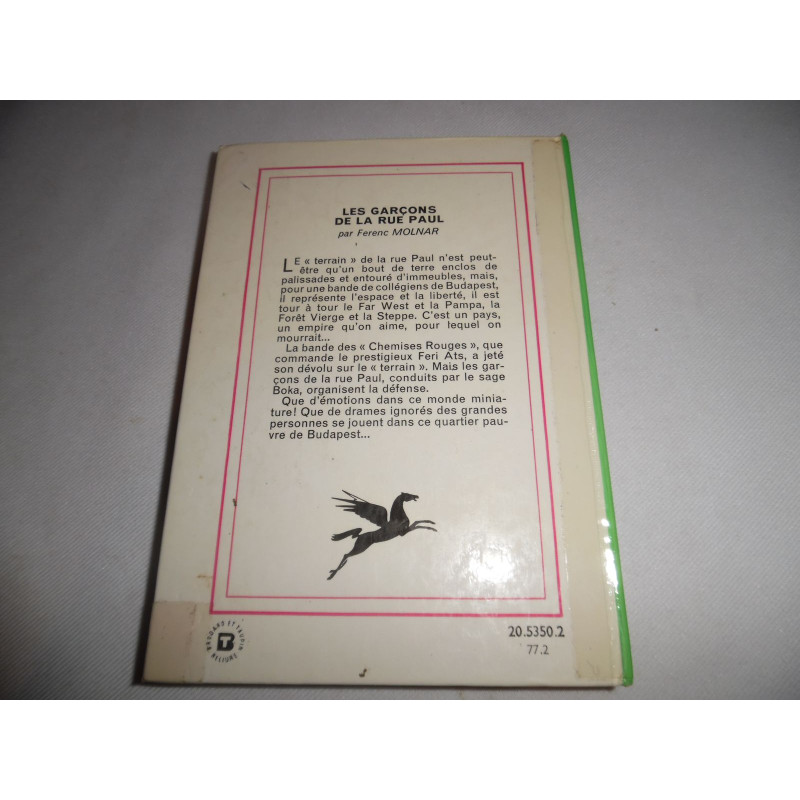 LES GARÇONS
DE LA RUE PAUL
par Ferenc MOLNAR
LE « terrain » de la rue Paul n'est peut-
être qu'un bout de terre enclos de
palissades et entouré d'immeubles, mais,
pour une bande de collégiens de Budapest,
il représente l'espace et la liberté, il est
tour à tour le Far West et la Pampa, la
Forêt Vierge et la Steppe. C'est un pays,
un empire qu'on aime, pour lequel on
mourrait...
La bande des « Chemises Rouges », que
commande le prestigieux Feri Ats, a jeté
son dévolu sur le « terrain ». Mais les gar-
çons de la rue Paul, conduits par le sage
Boka, organisent la défense.
Que d'émotions dans ce monde minia-
ture! Que de drames ignorés des grandes
personnes se jouent dans ce quartier pau-
vre de Budapest...
BRODARD ET TAUPIN
RELIURE
BT
20.5350.2
77.2